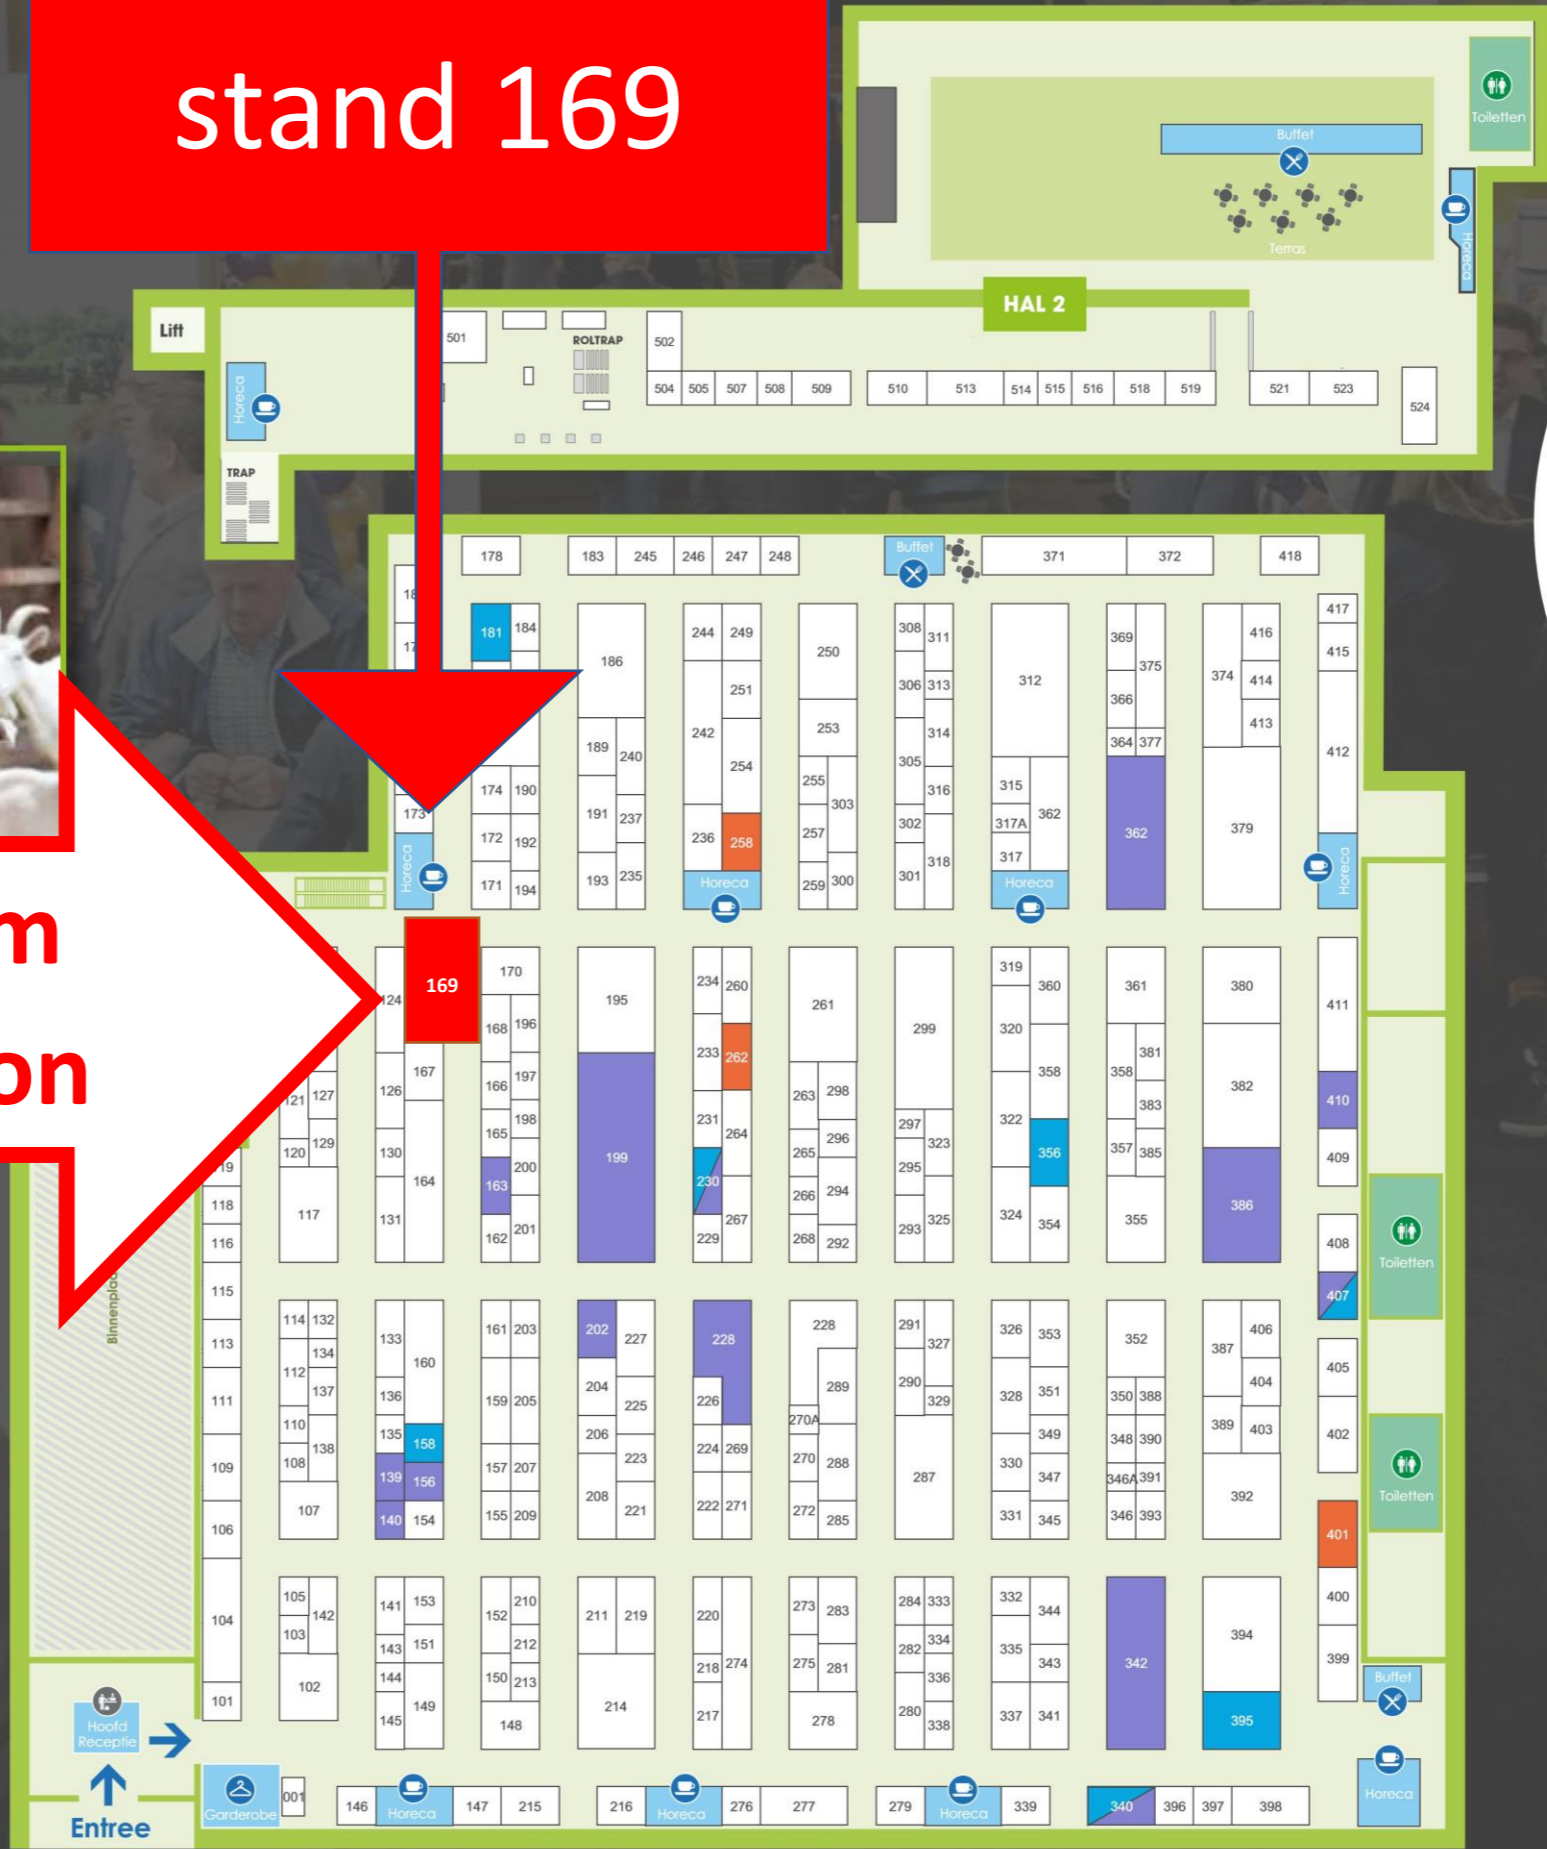 stand 169
Toiletten
Buffet
Terras
Horeca
HAL 2
Lift
501
ROLTRAP
502
Horeca
504 505 507 508 509 510 513 514 515 516 518 519 521 523
524
TRAP
178 183 245 246 247 248 Buffet 371 372 418
181 184 186 244 249 250 308 311 312 369 375 374 416 417
415
251 306 313 366 414
189 240 242 253 314 364 377 413
254 305 412
174 190 255 303 316 315 362
173 191 237 302 317A 379
172 192 236 258 257 318 317 362
Horeca 171 194 193 235 Horeca 259 300 301 Horeca Horeca
m
on
124 169 170 195 234 260 261 299 319 360 361 380 411
168 196 320
167 233 262 358 381
121 127 126 166 197 263 298 358 382
198 231 264 297 322 383 410
120 129 130 165 265 296 323 356 357 385 409
164 163 200 199 230 295
118 117 131 266 294 324 386
116 162 201 229 267 268 292 293 325 354 355 408 Toiletten
115 407
Binnenplaa
113 114 132 133 160 161 203 202 227 228 228 291 327 326 353 352 387 406
134 405
112 137 136 159 205 204 225 226 289 290 329 328 351 350 388 404
111 270A
110 138 135 158 206 224 269 349 348 390 389 403 402
109 108 139 156 157 207 223 270 288 287 330 347 346A 391 Toiletten
107 140 154 155 209 208 221 222 271 272 285 331 345 346 393 392
106 401
105 142 141 153 152 210 211 219 220 273 283 284 333 332 344 400
104 103 143 151 212 282 334 335 394
144 150 213 218 274 275 281 336 343 342 399
101 102 145 149 148 214 217 278 280 338 337 341 395 Buffet
Hoofd
Receptie
Garderobe 001 146 Horeca 147 215 216 Horeca 276 277 279 Horeca 339 340 396 397 398 Horeca
Entree